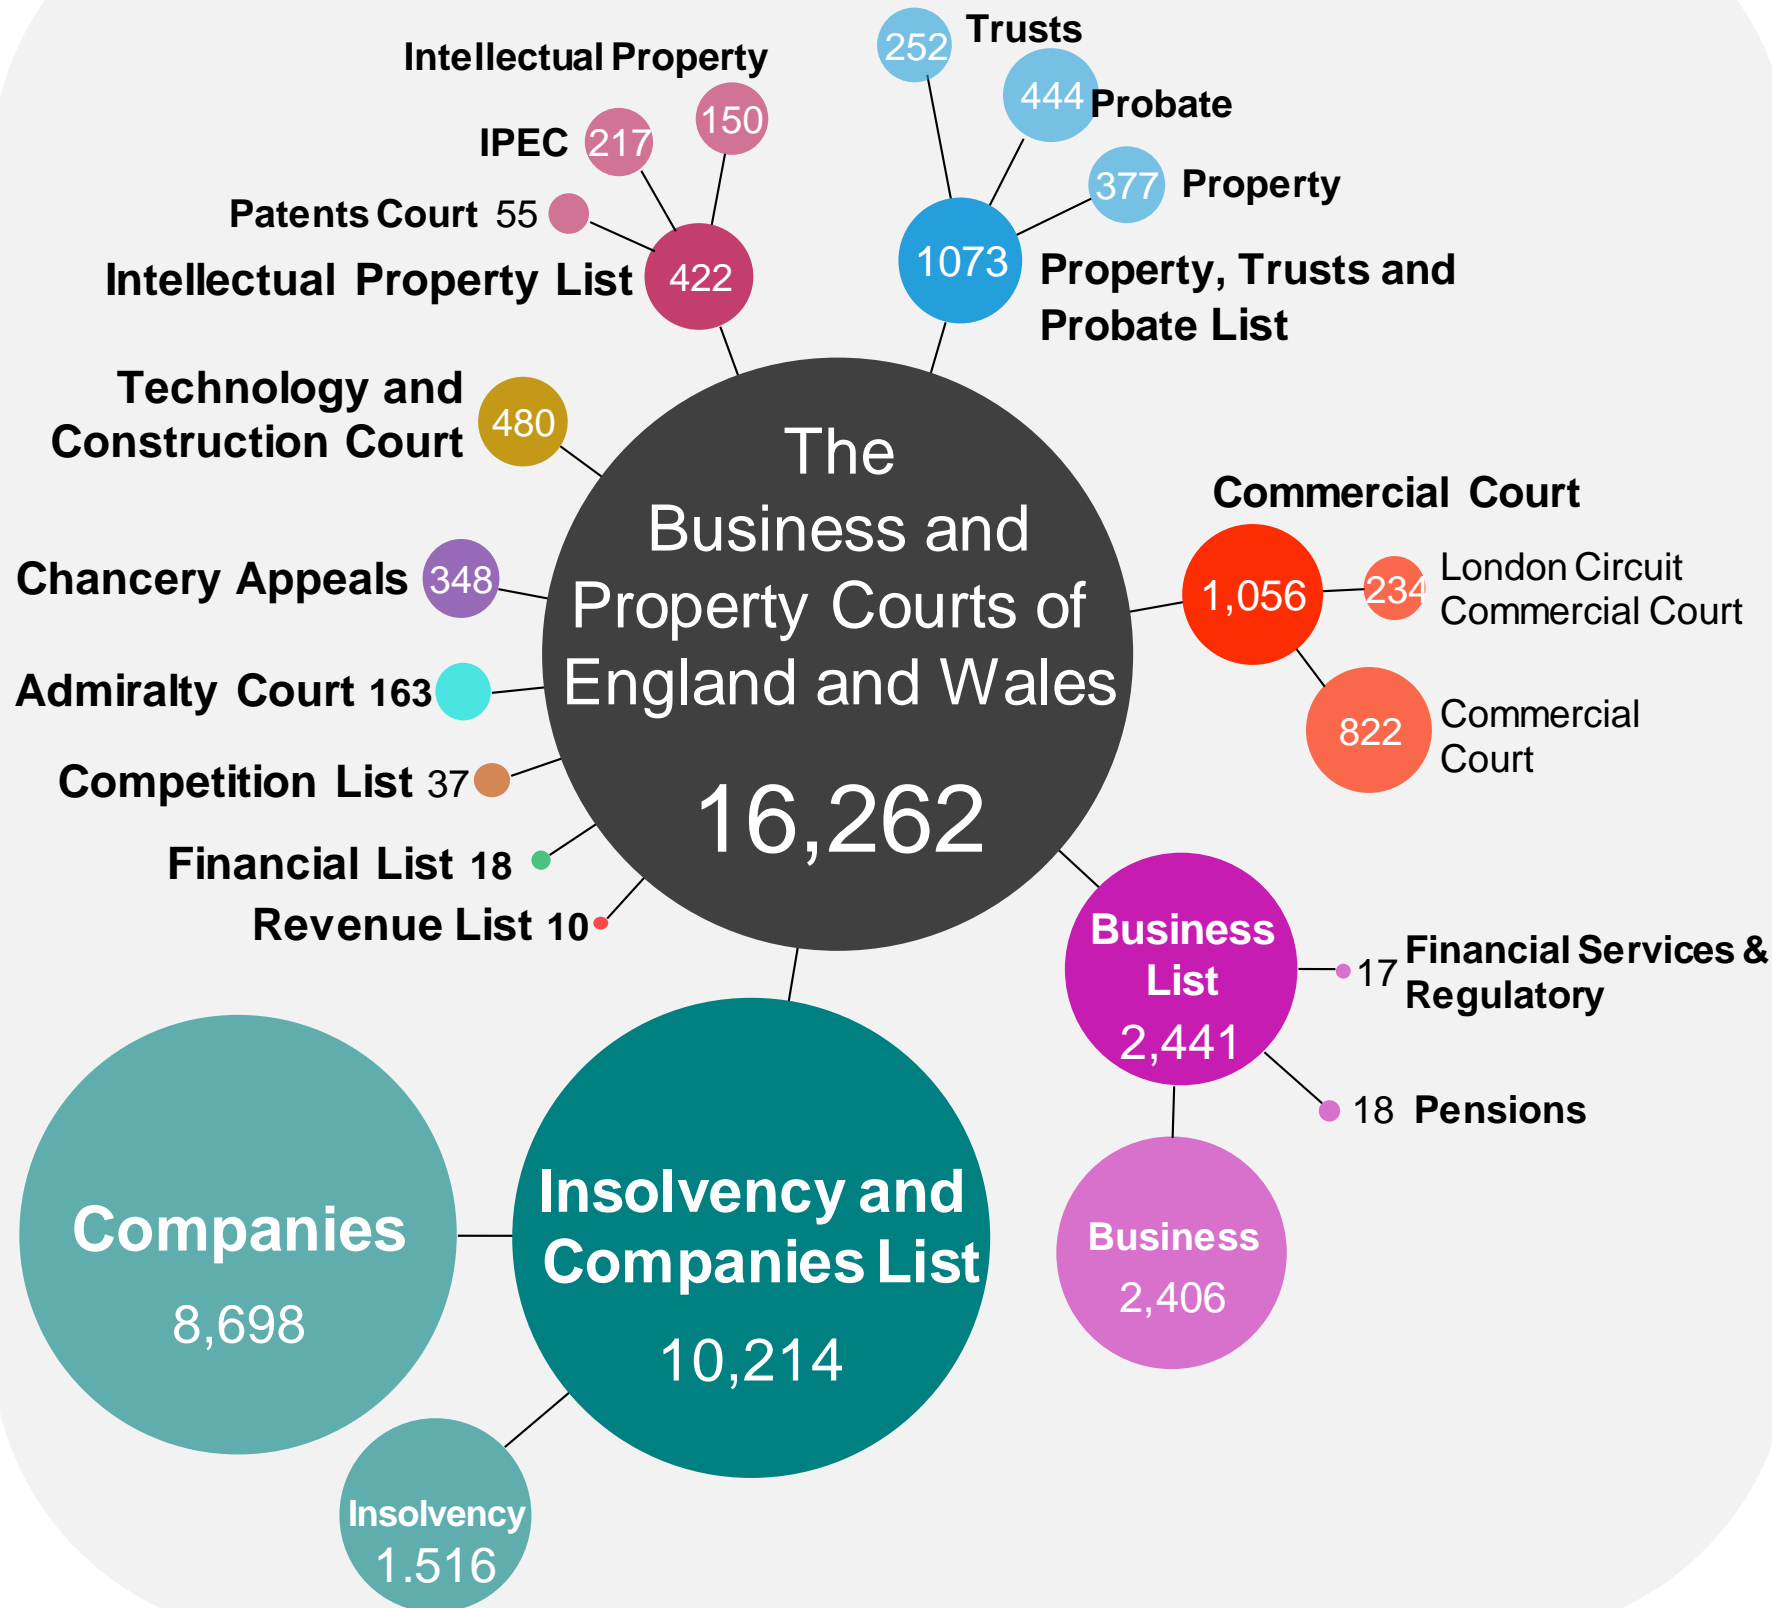 Intellectual Property
150
IPEC 217
Patents Court 55
Intellectual Property List 422
252 Trusts
444 Probate
377 Property
1073 Property, Trusts and
Probate List
Technology and
Construction Court 480
Chancery Appeals 348
Admiralty Court 163
Competition List 37
Financial List 18
Revenue List 10
The
Business and
Property Courts of
England and Wales
16,262
Commercial Court
1,056
234 London Circuit
Commercial Court
822 Commercial
Court
Business
List
2,441
17 Financial Services &
Regulatory
18 Pensions
Business
2,406
Insolvency and
Companies List
10,214
Companies
8,698
Insolvency
1.516